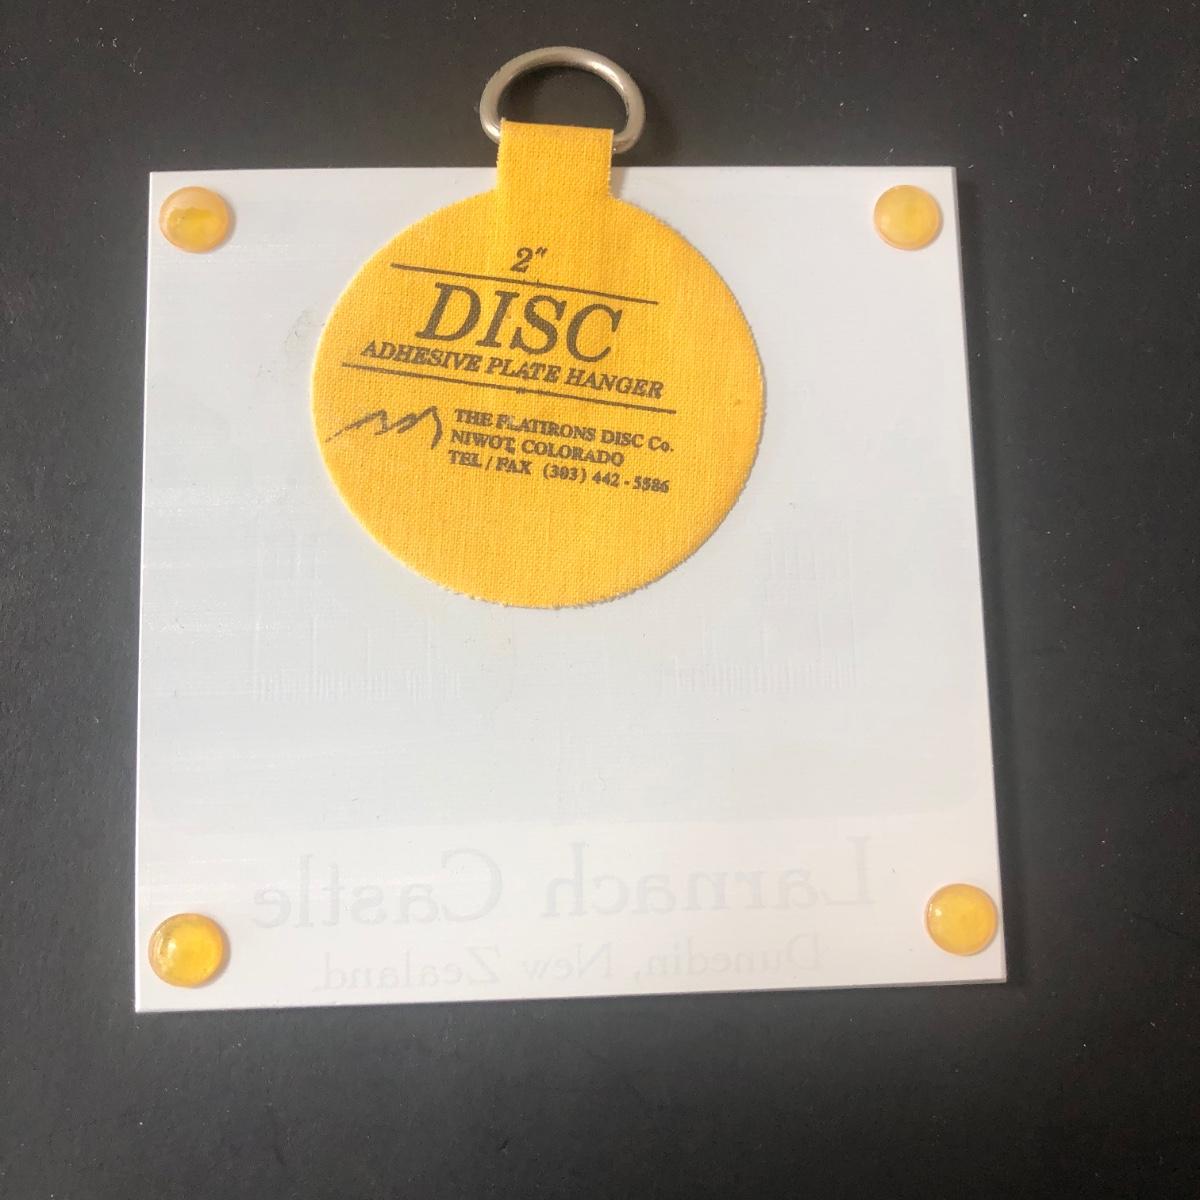 2"
DISC
ADHESIVE PLATE HANGER
THE FLATIRONS DISC Co.
NIWOT, COLORADO
TEL / FAX (303) 442 - 5586
Larnach Castle
Dunedin, New Zealand